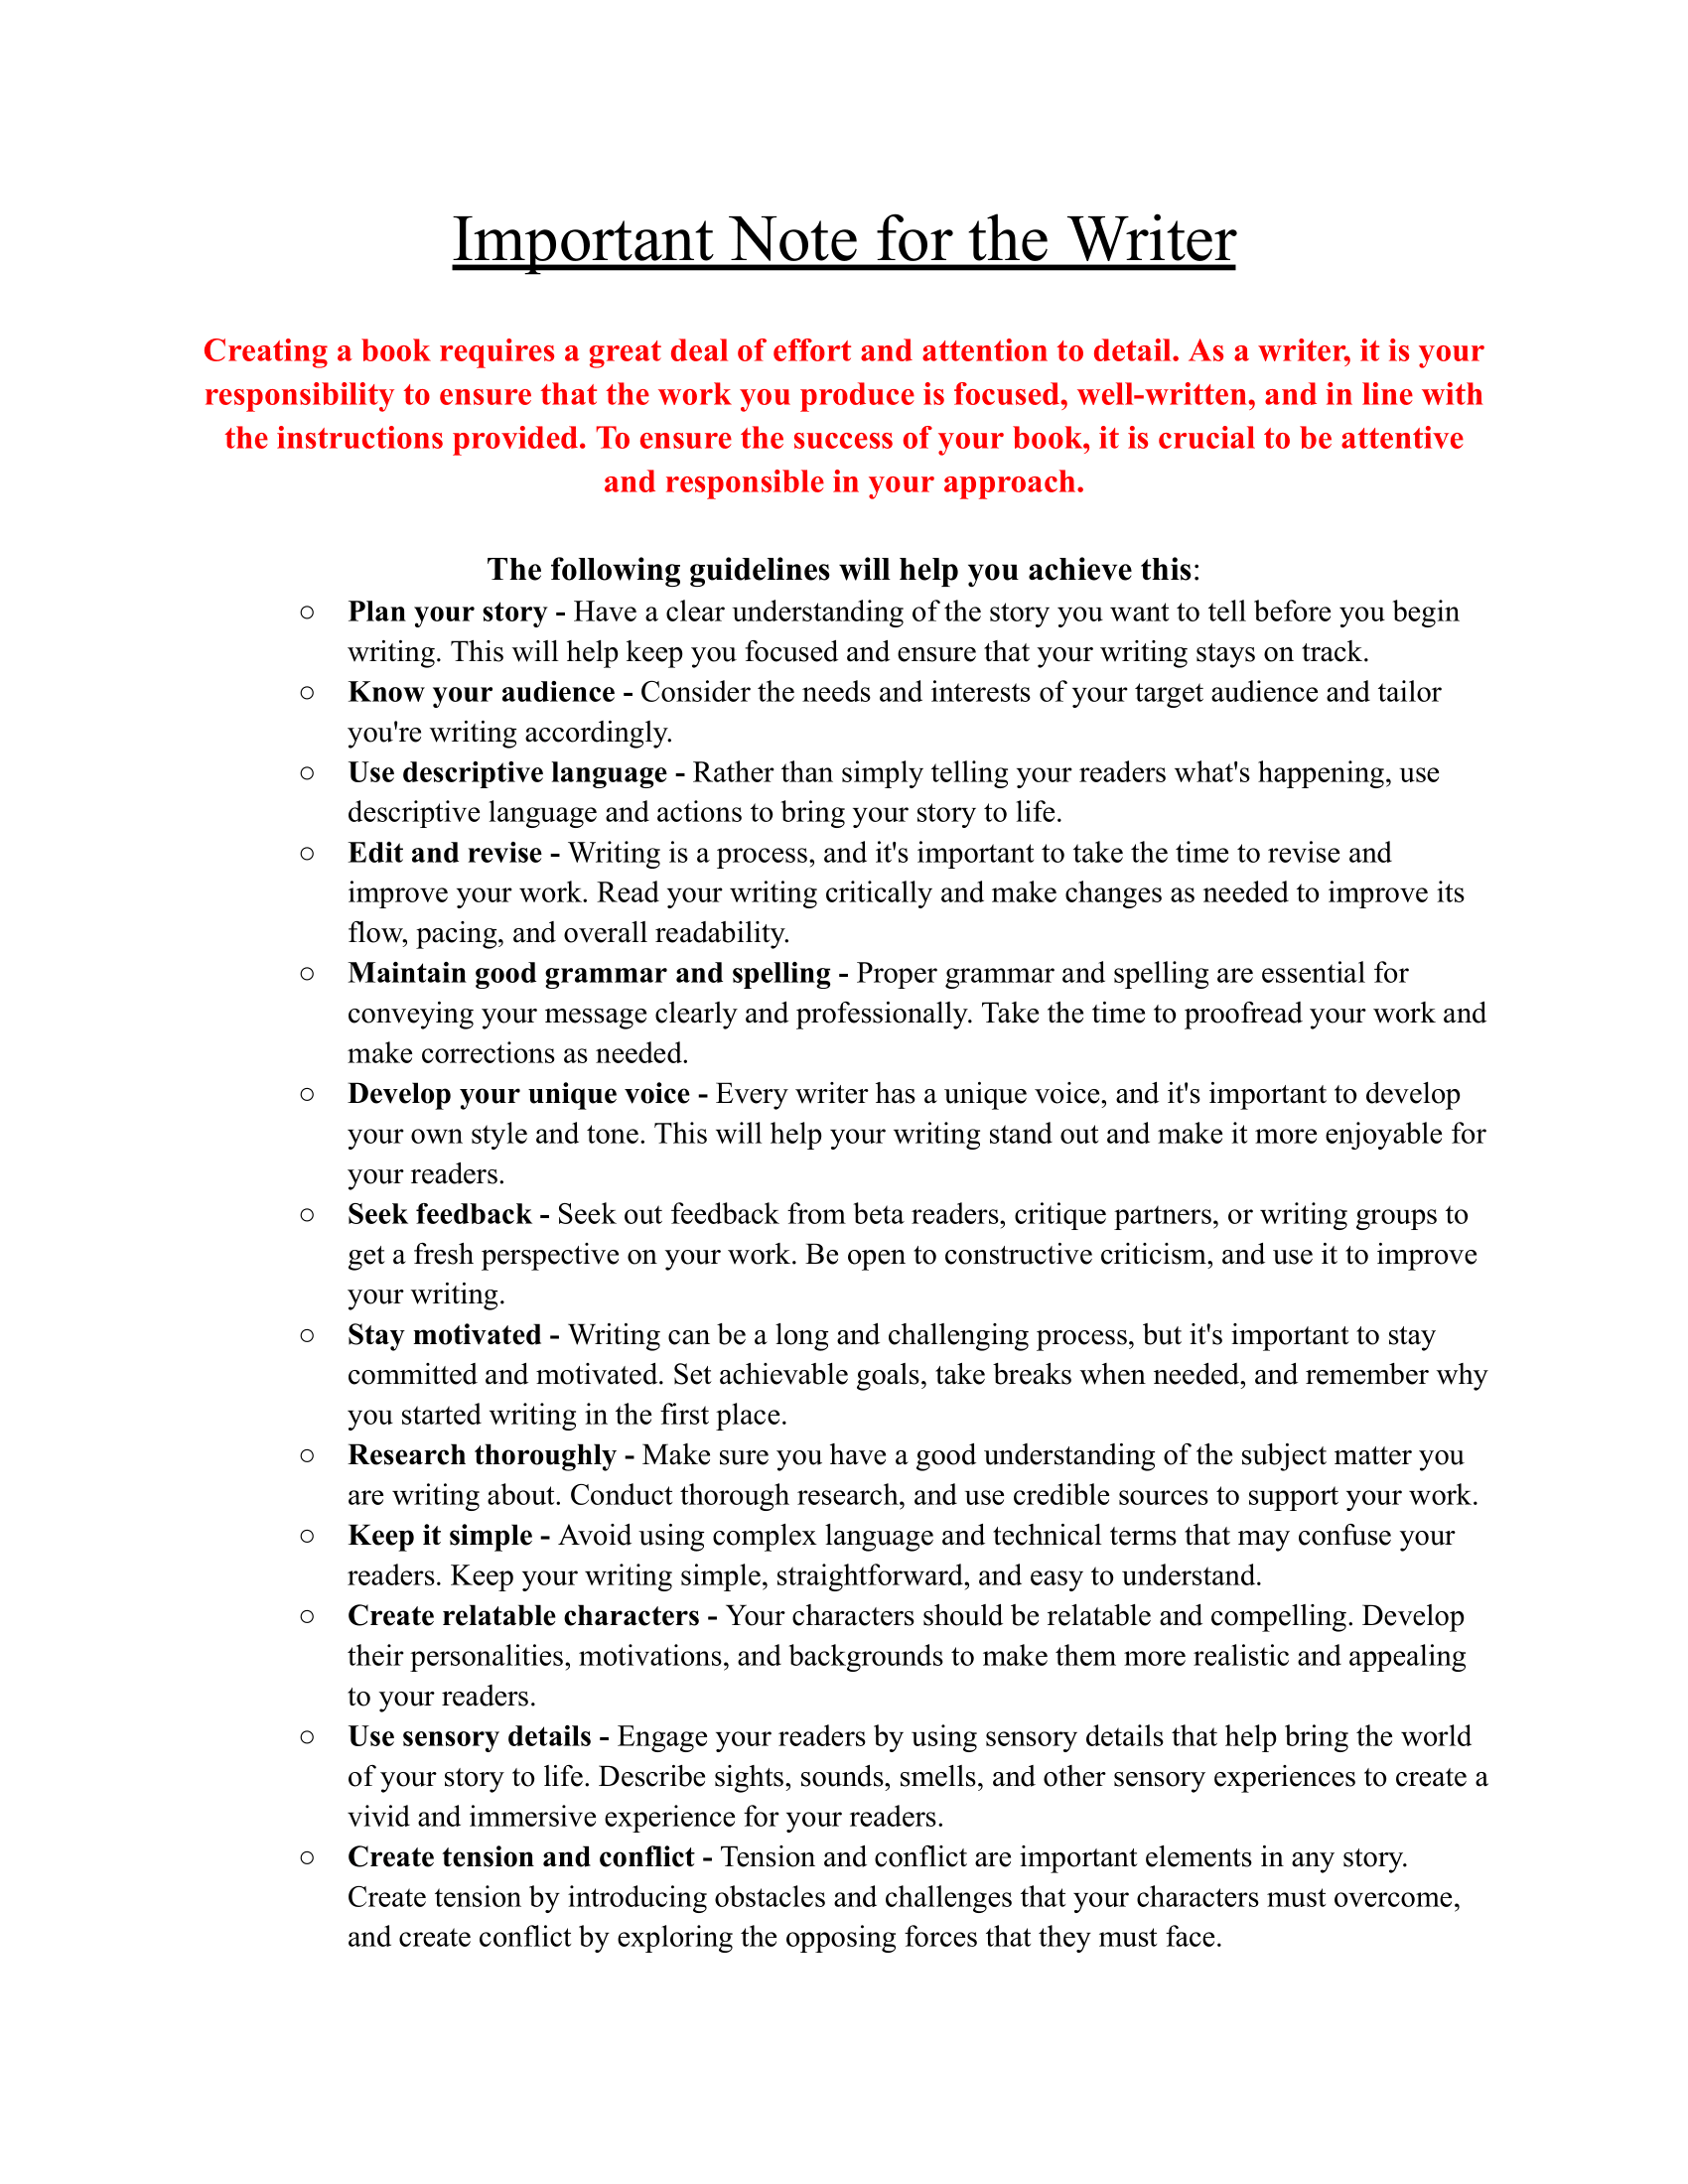 Important Note for the Writer
Creating a book requires a great deal of effort and attention to detail. As a writer, it is your
responsibility to ensure that the work you produce is focused, well-written, and in line with
the instructions provided. To ensure the success of your book, it is crucial to be attentive
and responsible in your approach.
The following guidelines will help you achieve this:
○ Plan your story - Have a clear understanding of the story you want to tell before you begin
writing. This will help keep you focused and ensure that your writing stays on track.
○ Know your audience - Consider the needs and interests of your target audience and tailor
you're writing accordingly.
○ Use descriptive language - Rather than simply telling your readers what's happening, use
descriptive language and actions to bring your story to life.
○ Edit and revise - Writing is a process, and it's important to take the time to revise and
improve your work. Read your writing critically and make changes as needed to improve its
flow, pacing, and overall readability.
○ Maintain good grammar and spelling - Proper grammar and spelling are essential for
conveying your message clearly and professionally. Take the time to proofread your work and
make corrections as needed.
○ Develop your unique voice - Every writer has a unique voice, and it's important to develop
your own style and tone. This will help your writing stand out and make it more enjoyable for
your readers.
○ Seek feedback - Seek out feedback from beta readers, critique partners, or writing groups to
get a fresh perspective on your work. Be open to constructive criticism, and use it to improve
your writing.
○ Stay motivated - Writing can be a long and challenging process, but it's important to stay
committed and motivated. Set achievable goals, take breaks when needed, and remember why
you started writing in the first place.
○ Research thoroughly - Make sure you have a good understanding of the subject matter you
are writing about. Conduct thorough research, and use credible sources to support your work.
○ Keep it simple - Avoid using complex language and technical terms that may confuse your
readers. Keep your writing simple, straightforward, and easy to understand.
○ Create relatable characters - Your characters should be relatable and compelling. Develop
their personalities, motivations, and backgrounds to make them more realistic and appealing
to your readers.
○ Use sensory details - Engage your readers by using sensory details that help bring the world
of your story to life. Describe sights, sounds, smells, and other sensory experiences to create a
vivid and immersive experience for your readers.
○ Create tension and conflict - Tension and conflict are important elements in any story.
Create tension by introducing obstacles and challenges that your characters must overcome,
and create conflict by exploring the opposing forces that they must face.